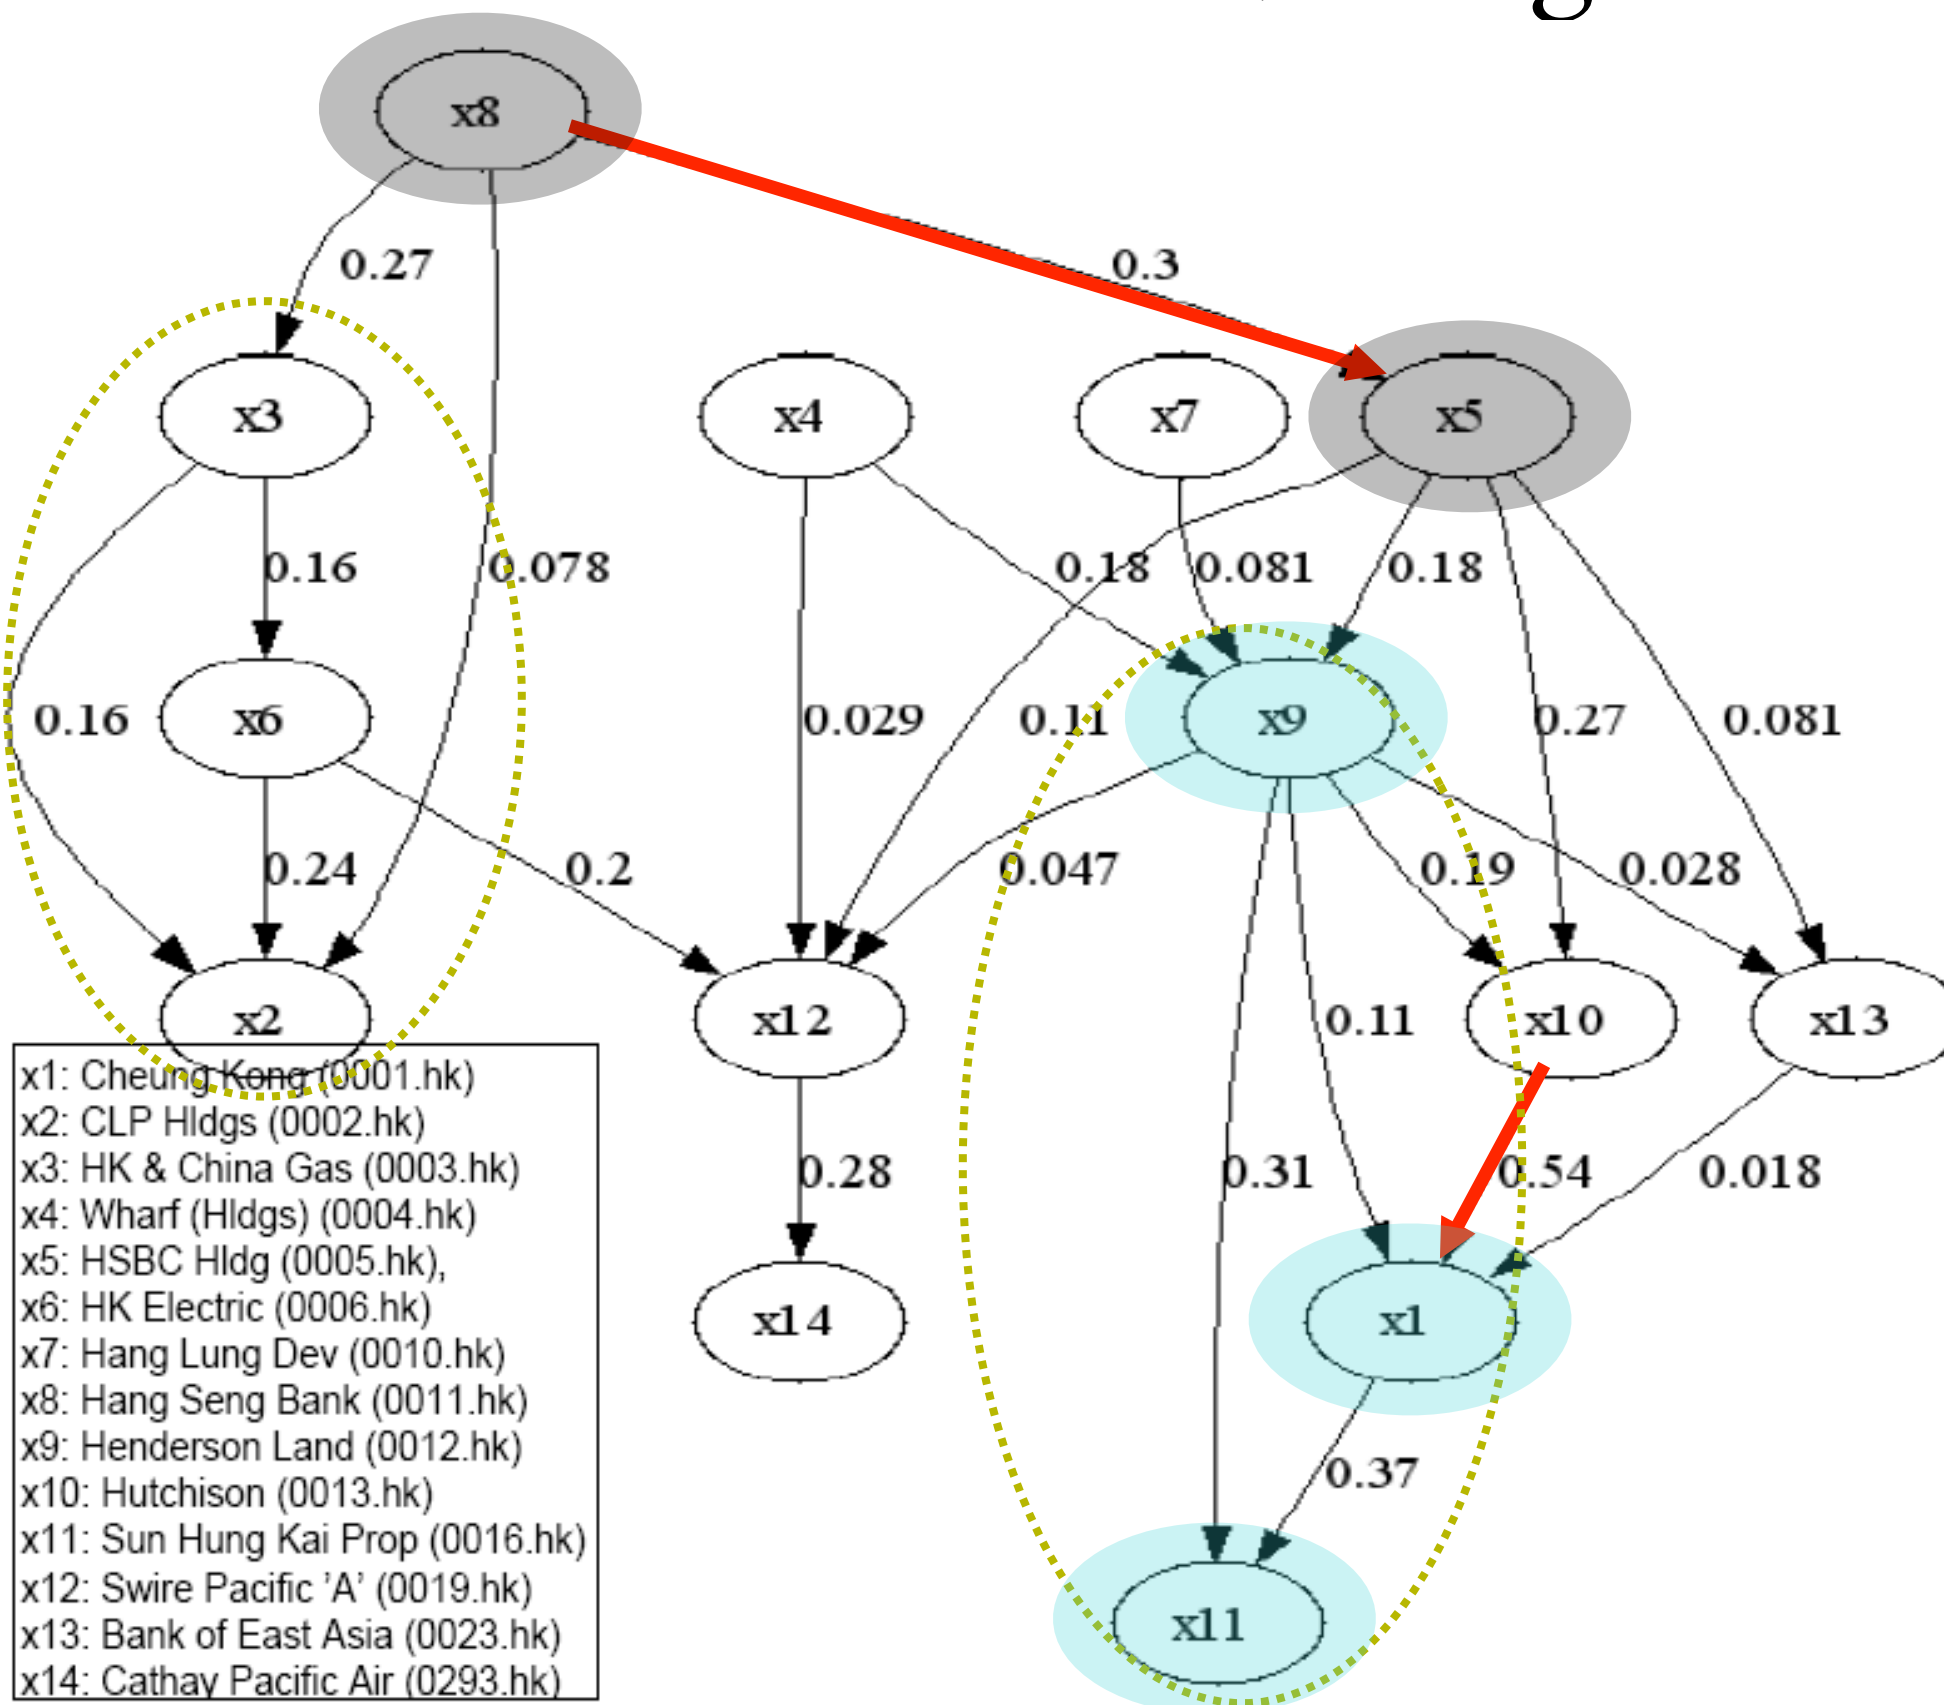 g
x8
0.27
0.3
x3
x4
x7
x5
0.16
0.078
0.18
0.081
0.18
0.16
x6
0.029
0.11
x9
0.27
0.081
0.24
0.2
0.047
0.19
0.028
x2
x12
0.11
x10
x13
0.28
0.31
0.54
0.018
x14
x1
0.37
x11
x1: Cheung Kong (0001.hk)
x2: CLP Hldgs (0002.hk)
x3: HK & China Gas (0003.hk)
x4: Wharf (Hldgs) (0004.hk)
x5: HSBC Hldg (0005.hk),
x6: HK Electric (0006.hk)
x7: Hang Lung Dev (0010.hk)
x8: Hang Seng Bank (0011.hk)
x9: Henderson Land (0012.hk)
x10: Hutchison (0013.hk)
x11: Sun Hung Kai Prop (0016.hk)
x12: Swire Pacific 'A' (0019.hk)
x13: Bank of East Asia (0023.hk)
x14: Cathay Pacific Air (0293.hk)